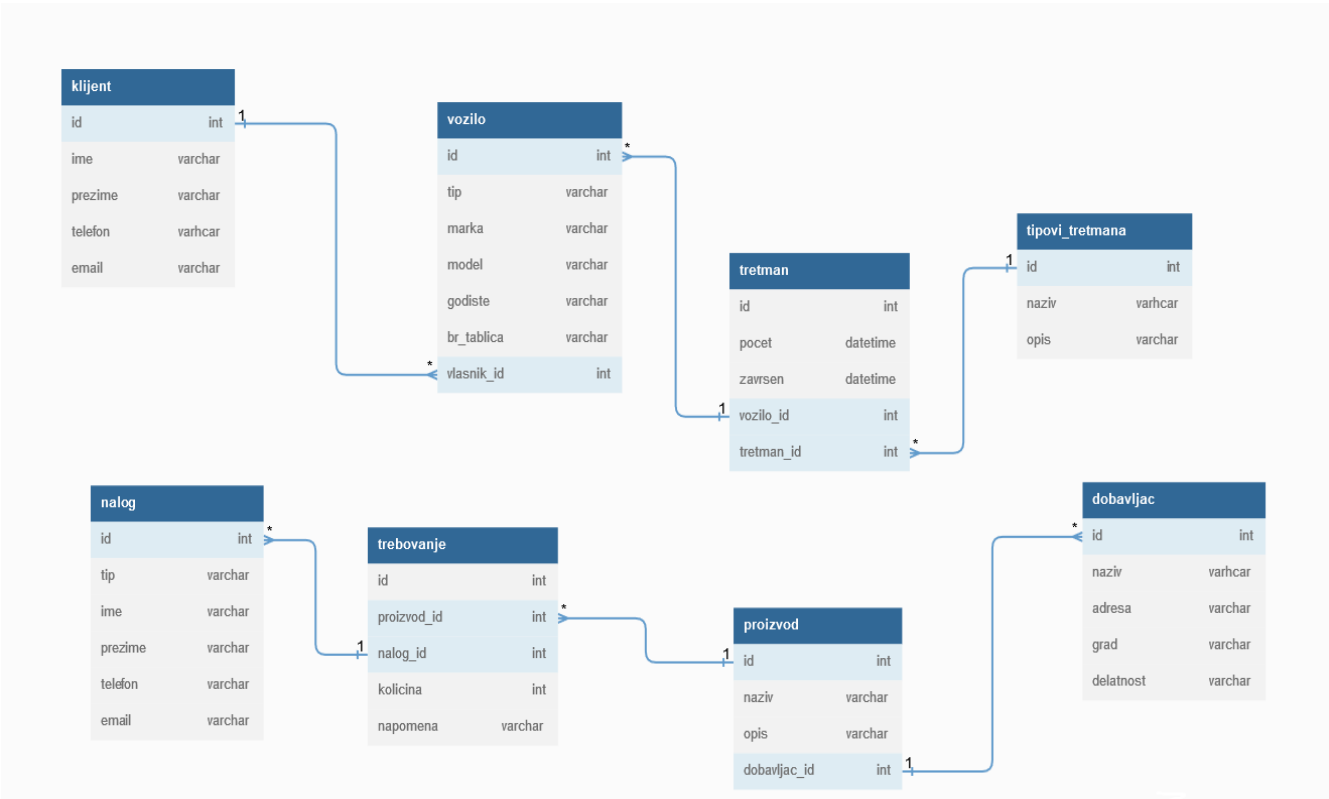 klijent
id int
ime varchar
prezime varchar
telefon varhcar
email varchar
1
*
vozilo
id int
tip varchar
marka varchar
model varchar
godiste varchar
br_tablica varchar
vlasnik_id int
*
1
tretman
id int
pocet datetime
zavrsen datetime
vozilo_id int
tretman_id int
*
1
tipovi_tretmana
id int
naziv varhcar
opis varchar
nalog
id int
tip varchar
ime varchar
prezime varchar
telefon varchar
email varchar
*
1
trebovanje
id int
proizvod_id int
nalog_id int
kolicina int
napomena varchar
*
1
proizvod
id int
naziv varchar
opis varchar
dobavljac_id int
1
*
dobavljac
id int
naziv varhcar
adresa varchar
grad varchar
delatnost varchar